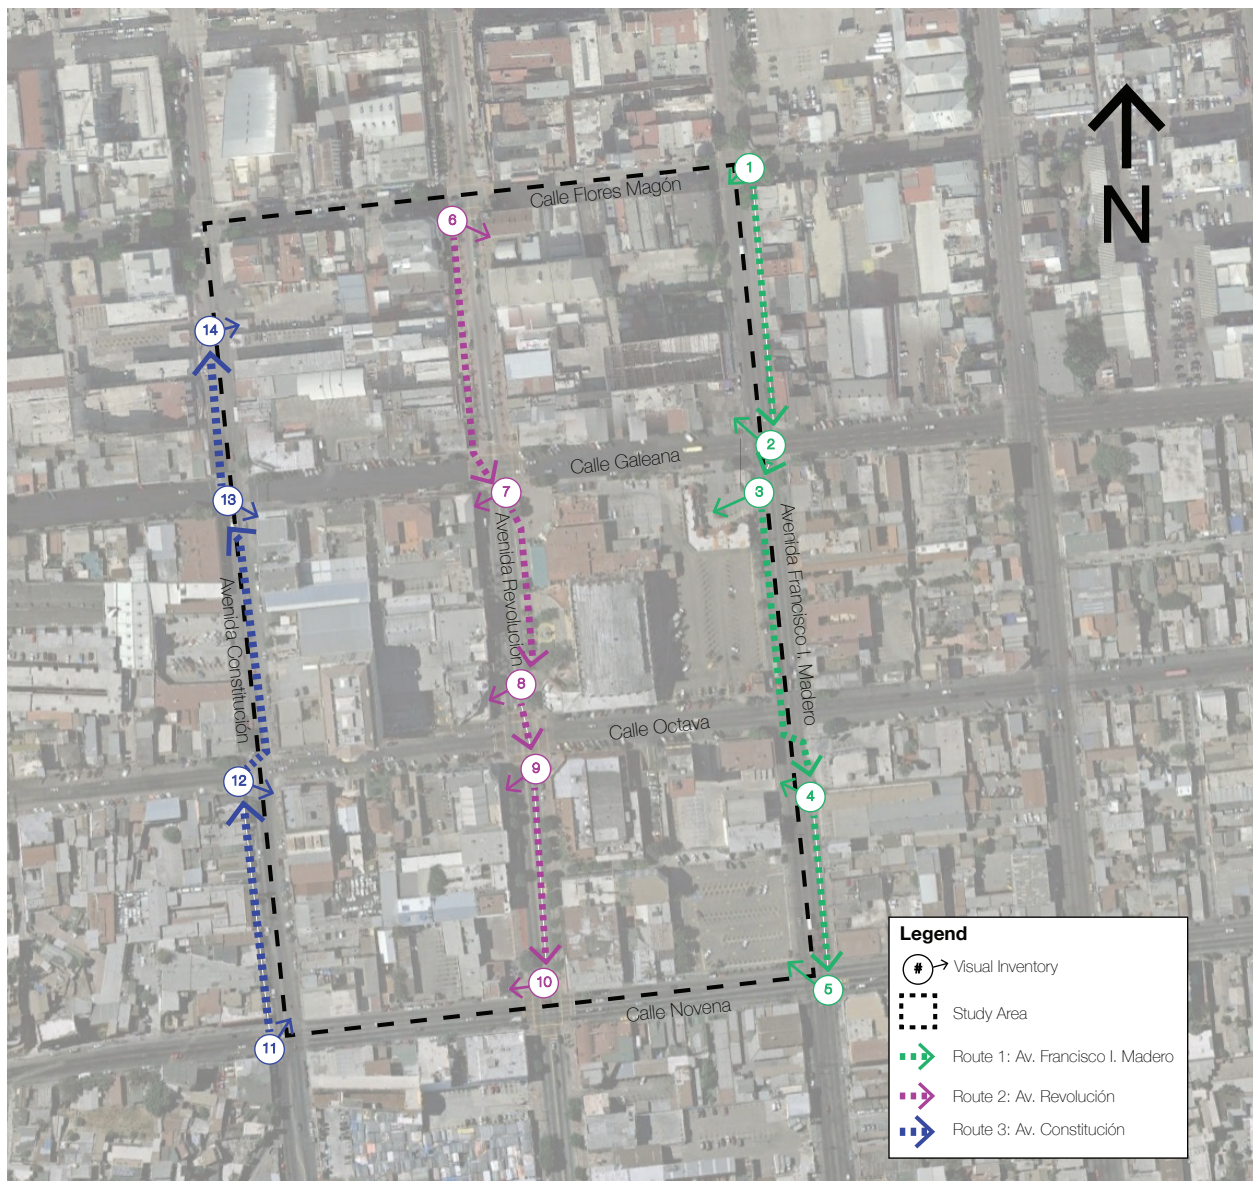 1
Calle Flores Magón
6
N
14
2
Calle Galeana
7
3
13
Avenida Revolución
Avenida Francisco I. Madero
Avenida Constitución
8
Calle Octava
9
12
4
10
5
Calle Novena
11
Legend
# Visual Inventory
Study Area
Route 1: Av. Francisco I. Madero
Route 2: Av. Revolución
Route 3: Av. Constitución